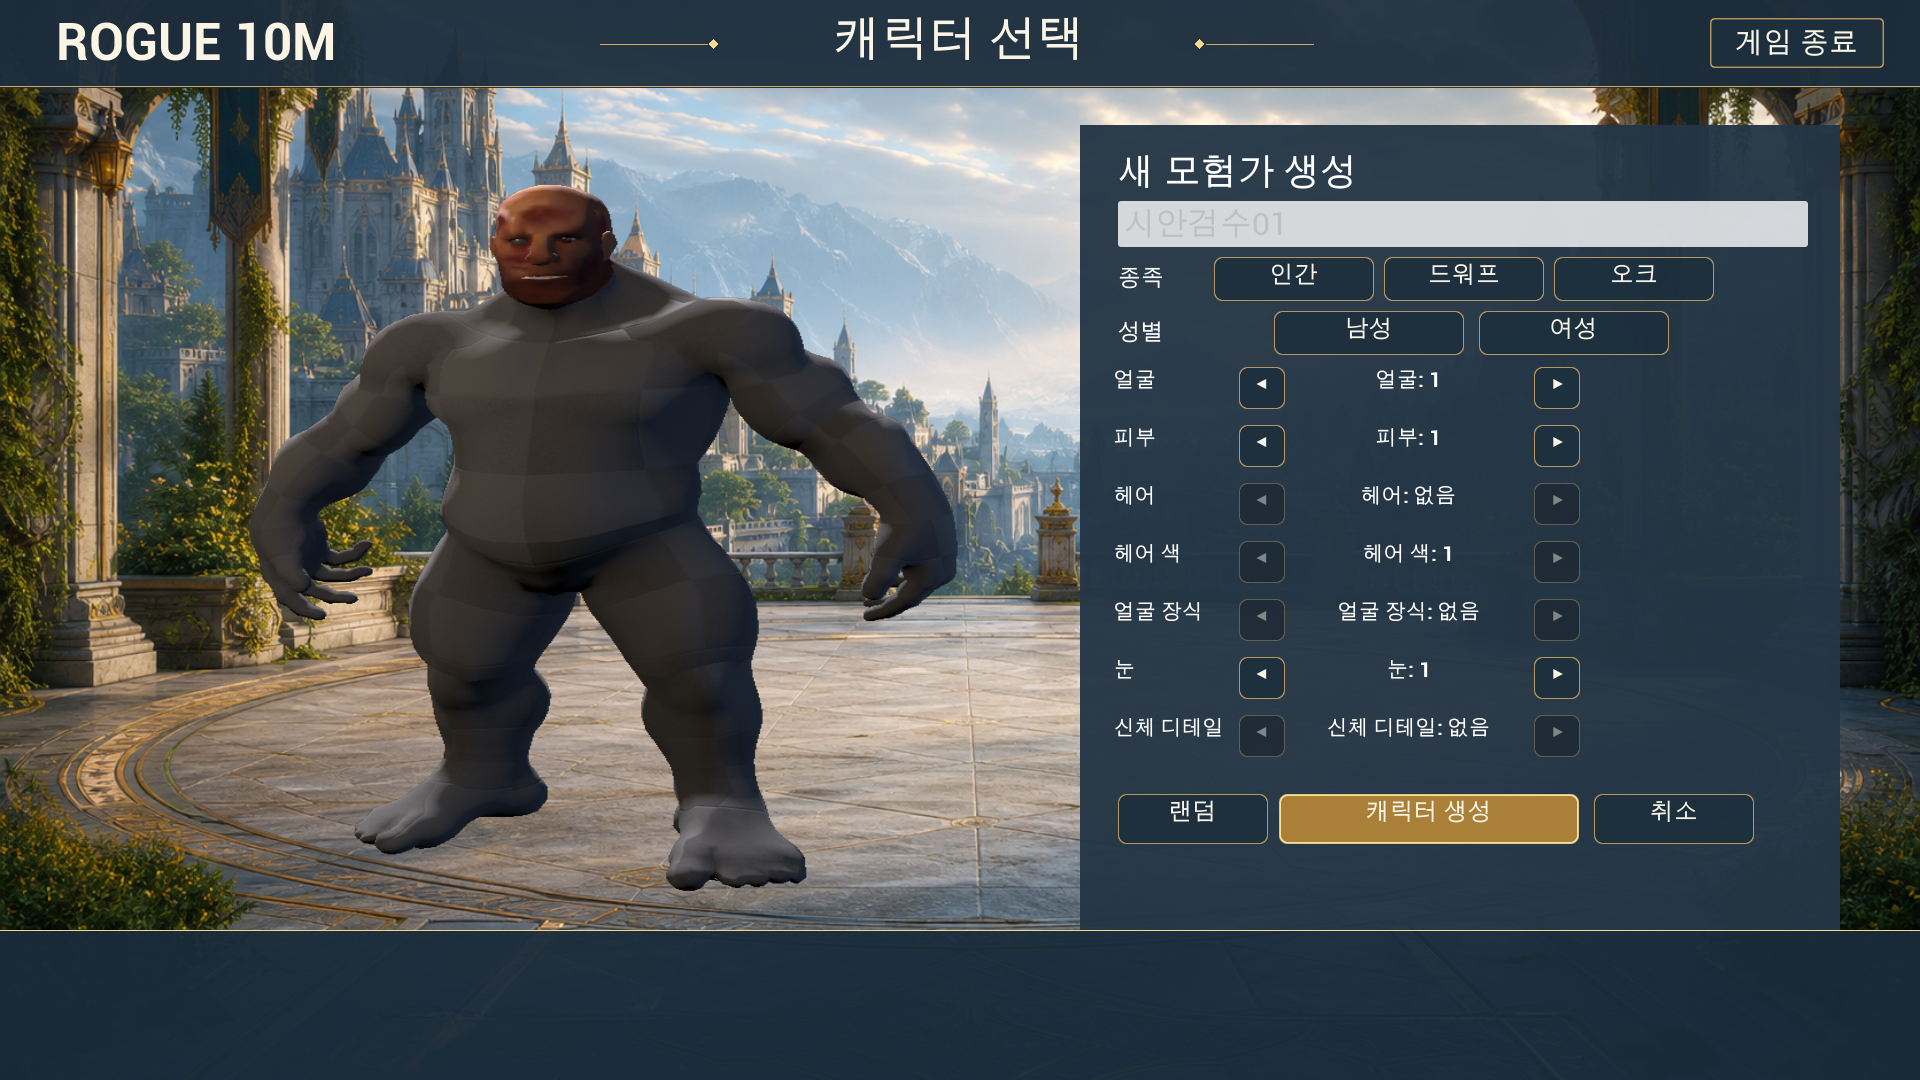 ROGUE 10M
캐릭터 선택
게임 종료
새 모험가 생성
시안검수01
종족 인간 드워프 오크
성별 남성 여성
얼굴 ◄ 얼굴: 1 ►
피부 ◄ 피부: 1 ►
헤어 ◄ 헤어: 없음 ►
헤어 색 ◄ 헤어 색: 1 ►
얼굴 장식 ◄ 얼굴 장식: 없음 ►
눈 ◄ 눈: 1 ►
신체 디테일 ◄ 신체 디테일: 없음 ►
랜덤 캐릭터 생성 취소